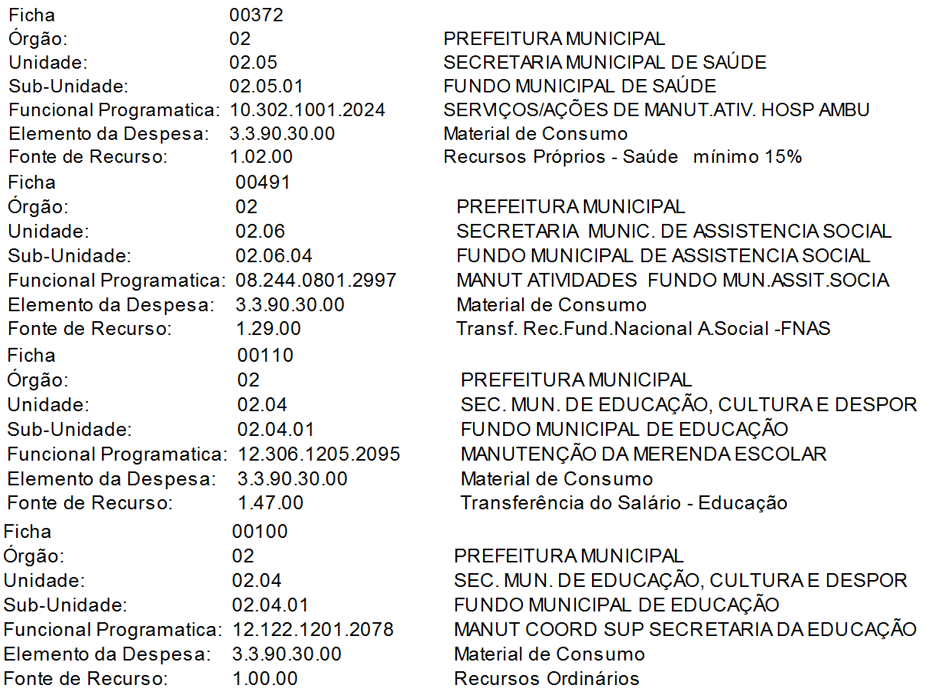 Ficha 00372
Órgão: 02 PREFEITURA MUNICIPAL
Unidade: 02.05 SECRETARIA MUNICIPAL DE SAÚDE
Sub-Unidade: 02.05.01 FUNDO MUNICIPAL DE SAÚDE
Funcional Programatica: 10.302.1001.2024 SERVIÇOS/AÇÕES DE MANUT.ATIV. HOSP AMBU
Elemento da Despesa: 3.3.90.30.00 Material de Consumo
Fonte de Recurso: 1.02.00 Recursos Próprios - Saúde mínimo 15%
Ficha 00491
Órgão: 02 PREFEITURA MUNICIPAL
Unidade: 02.06 SECRETARIA MUNIC. DE ASSISTENCIA SOCIAL
Sub-Unidade: 02.06.04 FUNDO MUNICIPAL DE ASSISTENCIA SOCIAL
Funcional Programatica: 08.244.0801.2997 MANUT ATIVIDADES FUNDO MUN.ASSIT.SOCIA
Elemento da Despesa: 3.3.90.30.00 Material de Consumo
Fonte de Recurso: 1.29.00 Transf. Rec.Fund.Nacional A.Social -FNAS
Ficha 00110
Órgão: 02 PREFEITURA MUNICIPAL
Unidade: 02.04 SEC. MUN. DE EDUCAÇÃO, CULTURA E DESPOR
Sub-Unidade: 02.04.01 FUNDO MUNICIPAL DE EDUCAÇÃO
Funcional Programatica: 12.306.1205.2095 MANUTENÇÃO DA MERENDA ESCOLAR
Elemento da Despesa: 3.3.90.30.00 Material de Consumo
Fonte de Recurso: 1.47.00 Transferência do Salário - Educação
Ficha 00100
Órgão: 02 PREFEITURA MUNICIPAL
Unidade: 02.04 SEC. MUN. DE EDUCAÇÃO, CULTURA E DESPOR
Sub-Unidade: 02.04.01 FUNDO MUNICIPAL DE EDUCAÇÃO
Funcional Programatica: 12.122.1201.2078 MANUT COORD SUP SECRETARIA DA EDUCAÇÃO
Elemento da Despesa: 3.3.90.30.00 Material de Consumo
Fonte de Recurso: 1.00.00 Recursos Ordinários